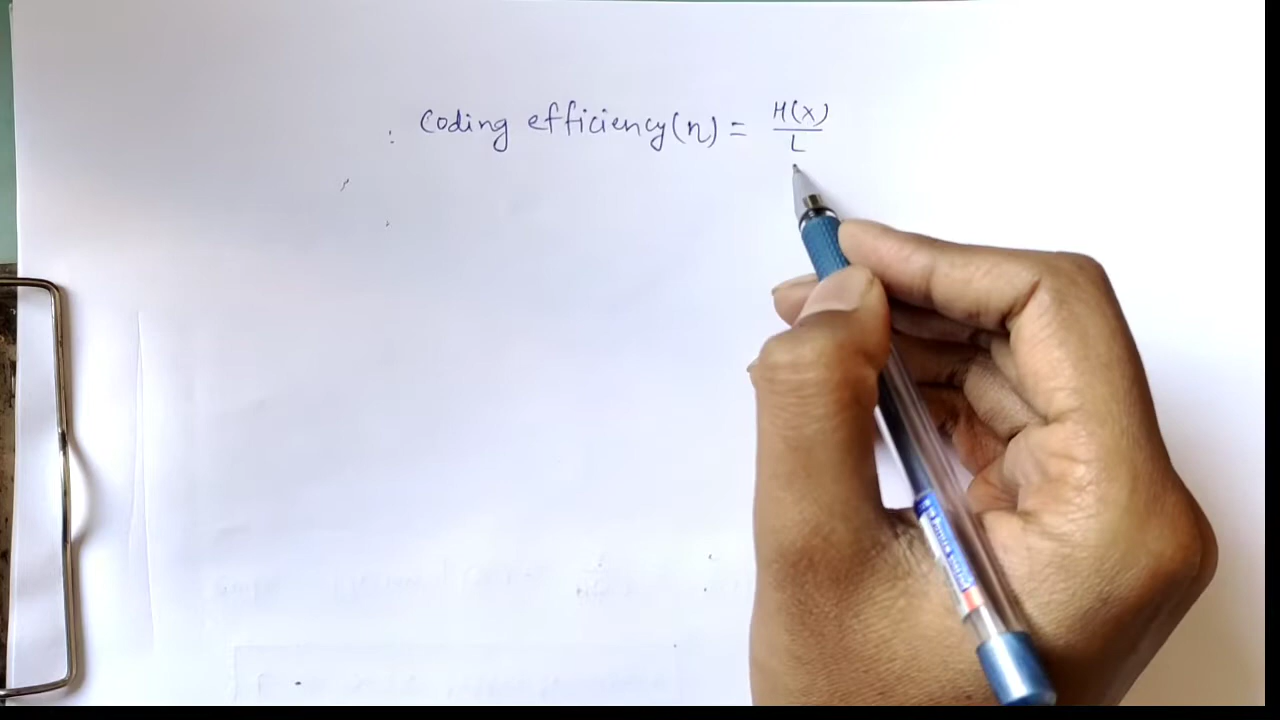 : Coding efficiency (η) = H(X) / L